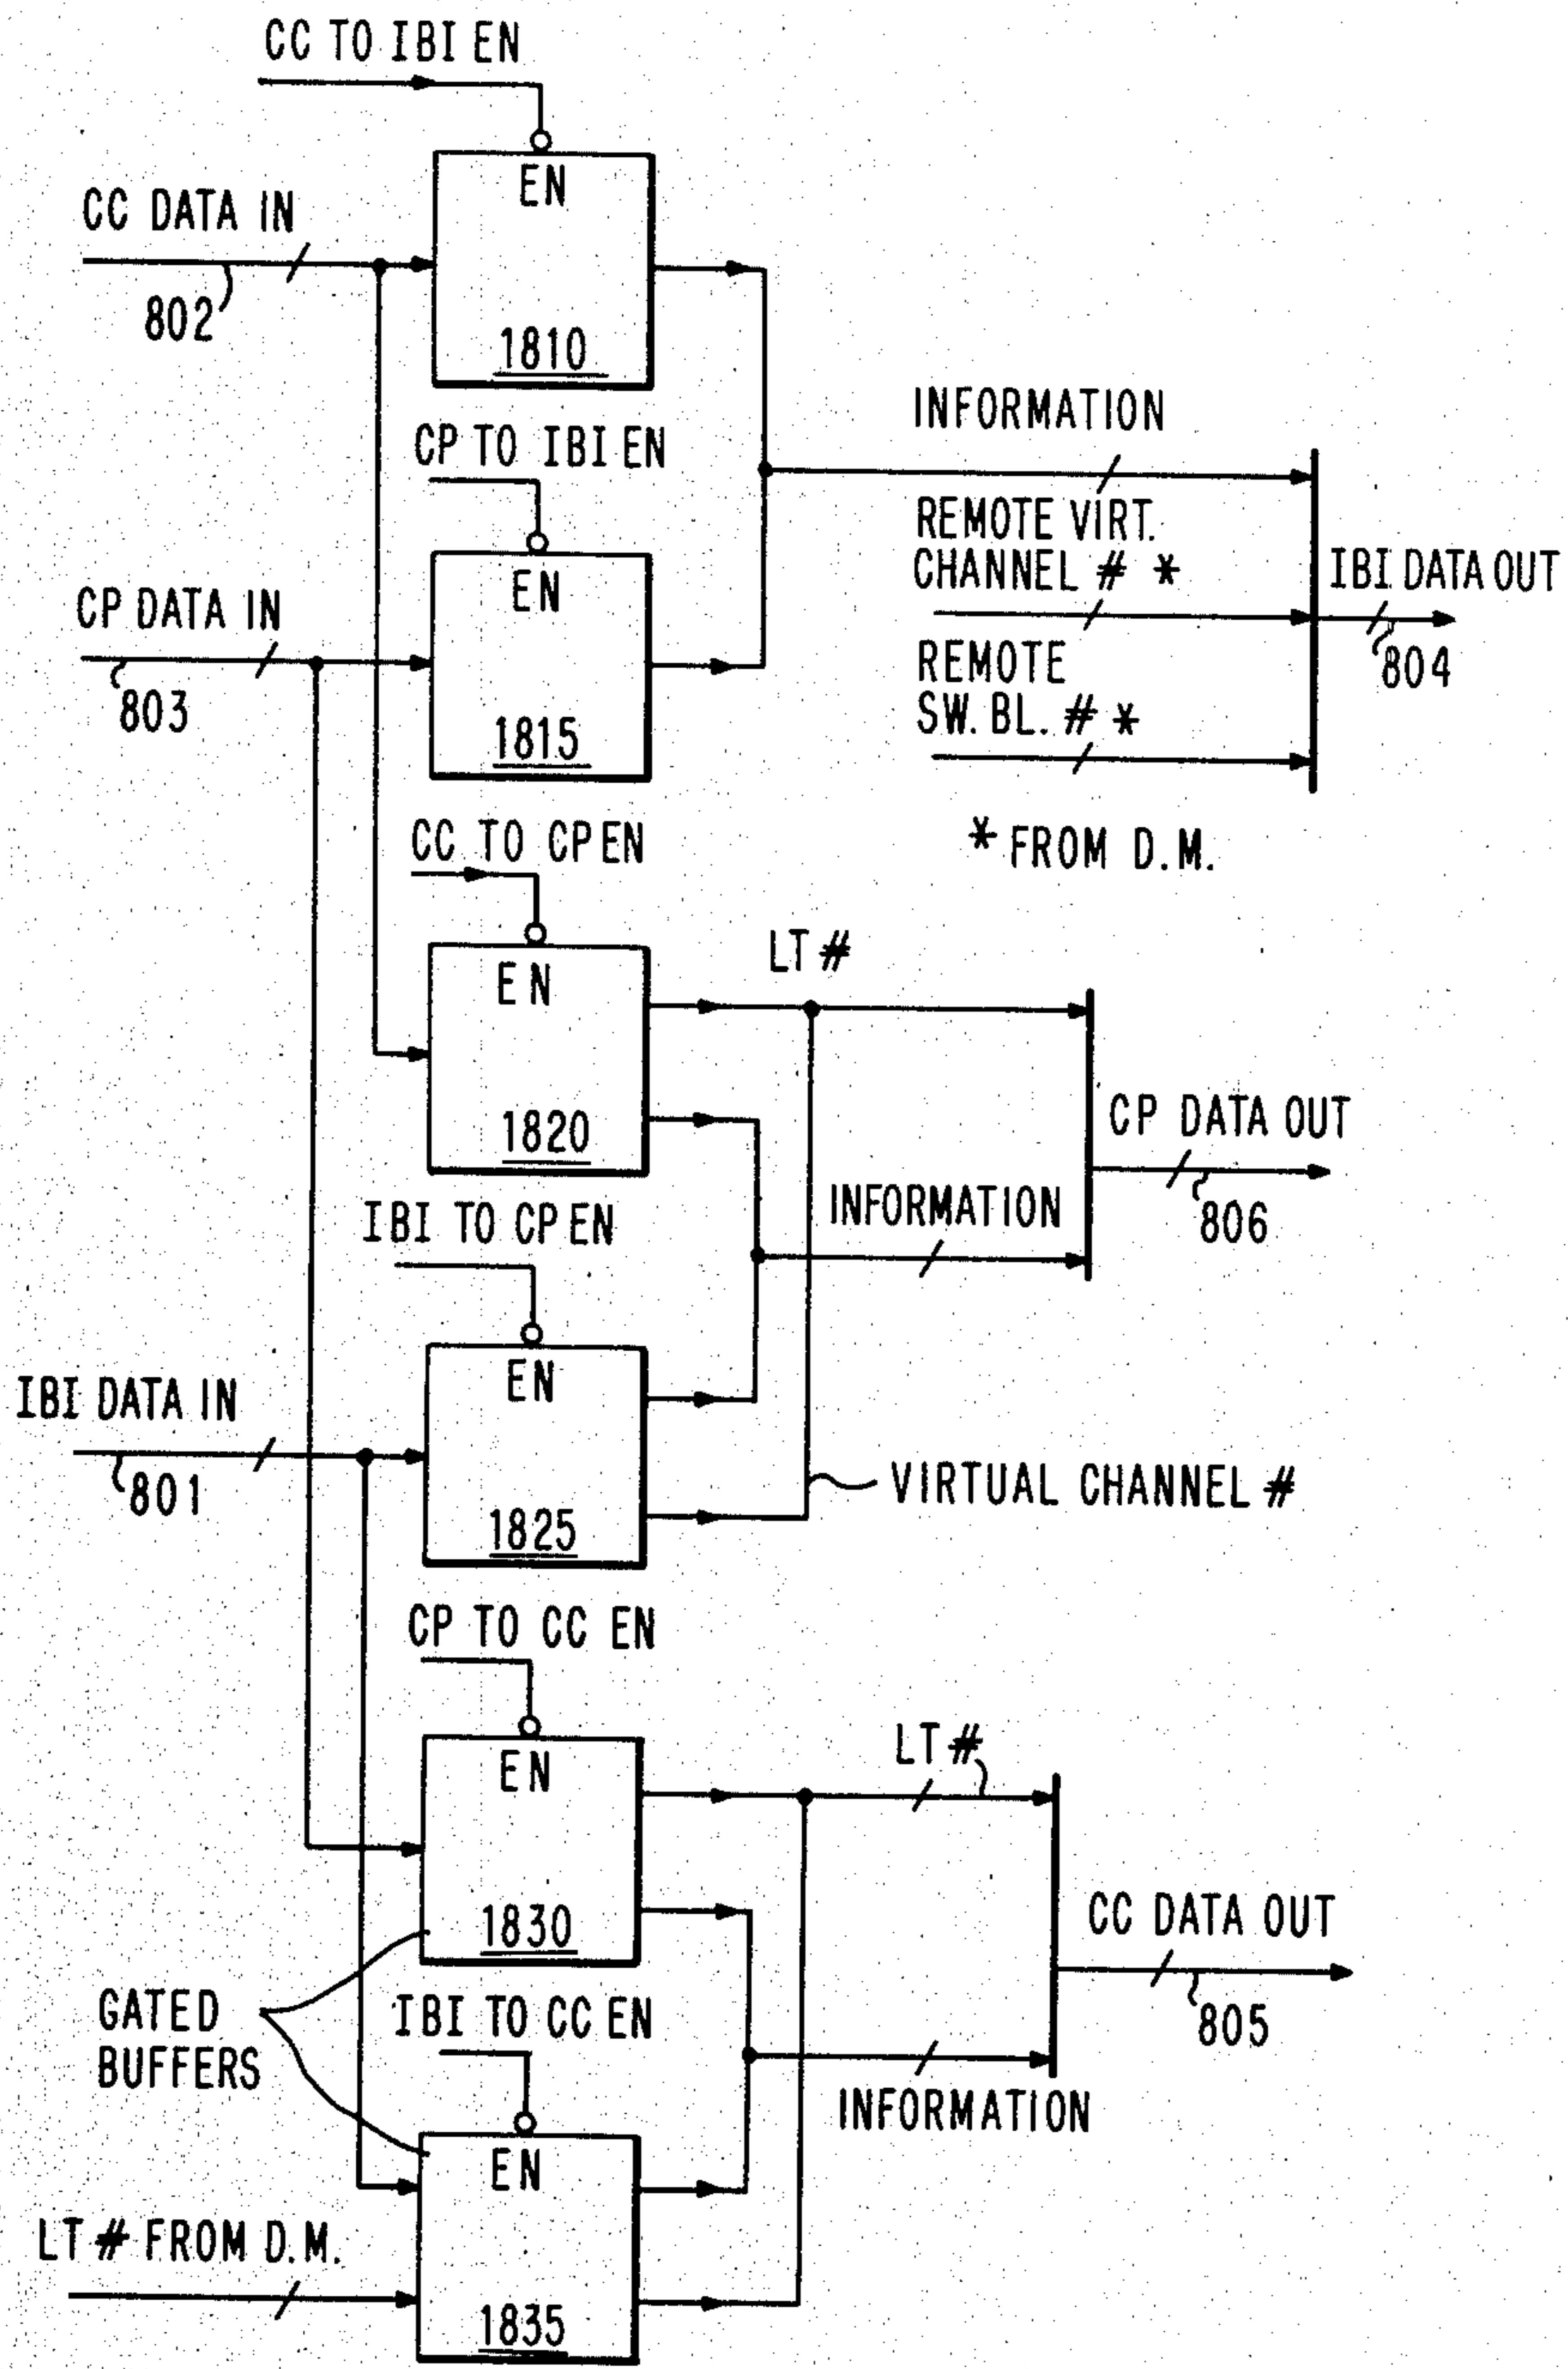 CC TO IBI EN
EN
CC DATA IN
802
1810
INFORMATION
CP TO IBI EN
REMOTE VIRT.
CHANNEL # *
IBI DATA OUT
EN
CP DATA IN
804
REMOTE
SW. BL. # *
803
1815
CC TO CP EN
* FROM D.M.
LT #
EN
CP DATA OUT
1820
INFORMATION
806
IBI TO CP EN
EN
IBI DATA IN
VIRTUAL CHANNEL #
801
1825
CP TO CC EN
LT #
EN
CC DATA OUT
1830
GATED
BUFFERS
IBI TO CC EN
805
INFORMATION
EN
LT # FROM D.M.
1835